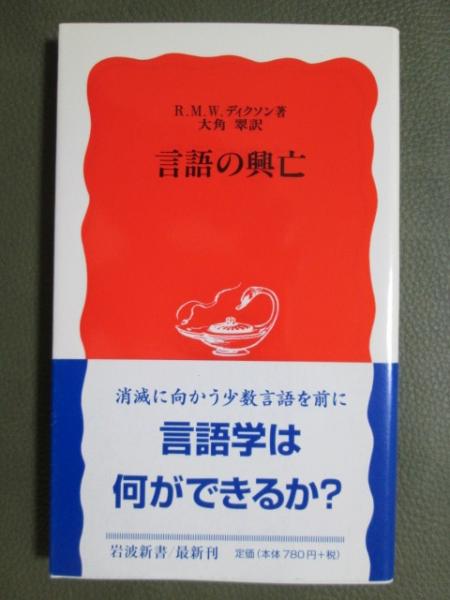 R.M.W.ディクソン著
大角 翠訳
言語の興亡
消滅に向かう少数言語を前に
言語学は
何ができるか?
岩波新書/最新刊 定価(本体780円+税)